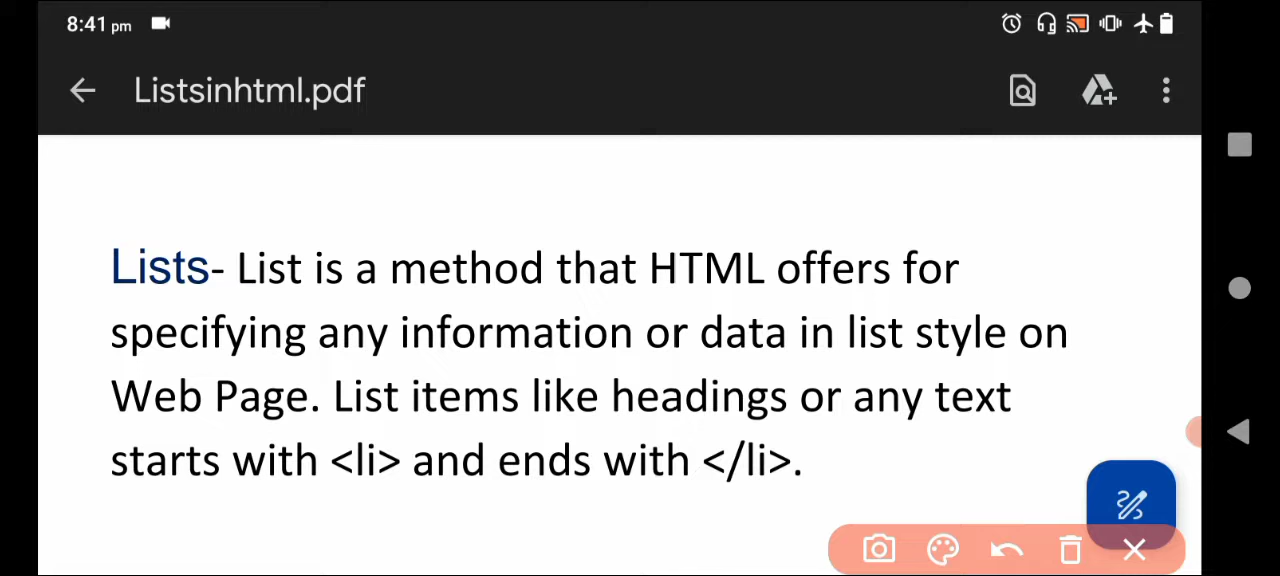 8:41 pm
Listsinhtml.pdf
Lists- List is a method that HTML offers for
specifying any information or data in list style on
Web Page. List items like headings or any text
starts with <li> and ends with </li>.